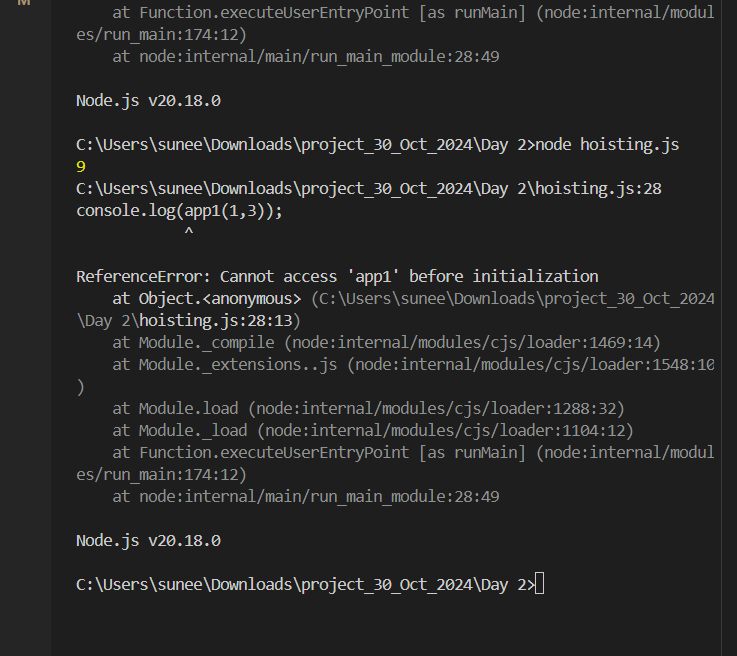 M
at Function.executeUserEntryPoint [as runMain] (node:internal/modul
es/run_main:174:12)
at node:internal/main/run_main_module:28:49
Node.js v20.18.0
C:\Users\sunee\Downloads\project_30_Oct_2024\Day 2>node hoisting.js
9
C:\Users\sunee\Downloads\project_30_Oct_2024\Day 2\hoisting.js:28
console.log(app1(1,3));
^
ReferenceError: Cannot access 'app1' before initialization
at Object.<anonymous> (C:\Users\sunee\Downloads\project_30_Oct_2024
\Day 2\hoisting.js:28:13)
at Module._compile (node:internal/modules/cjs/loader:1469:14)
at Module._extensions..js (node:internal/modules/cjs/loader:1548:10
)
at Module.load (node:internal/modules/cjs/loader:1288:32)
at Module._load (node:internal/modules/cjs/loader:1104:12)
at Function.executeUserEntryPoint [as runMain] (node:internal/modul
es/run_main:174:12)
at node:internal/main/run_main_module:28:49
Node.js v20.18.0
C:\Users\sunee\Downloads\project_30_Oct_2024\Day 2>